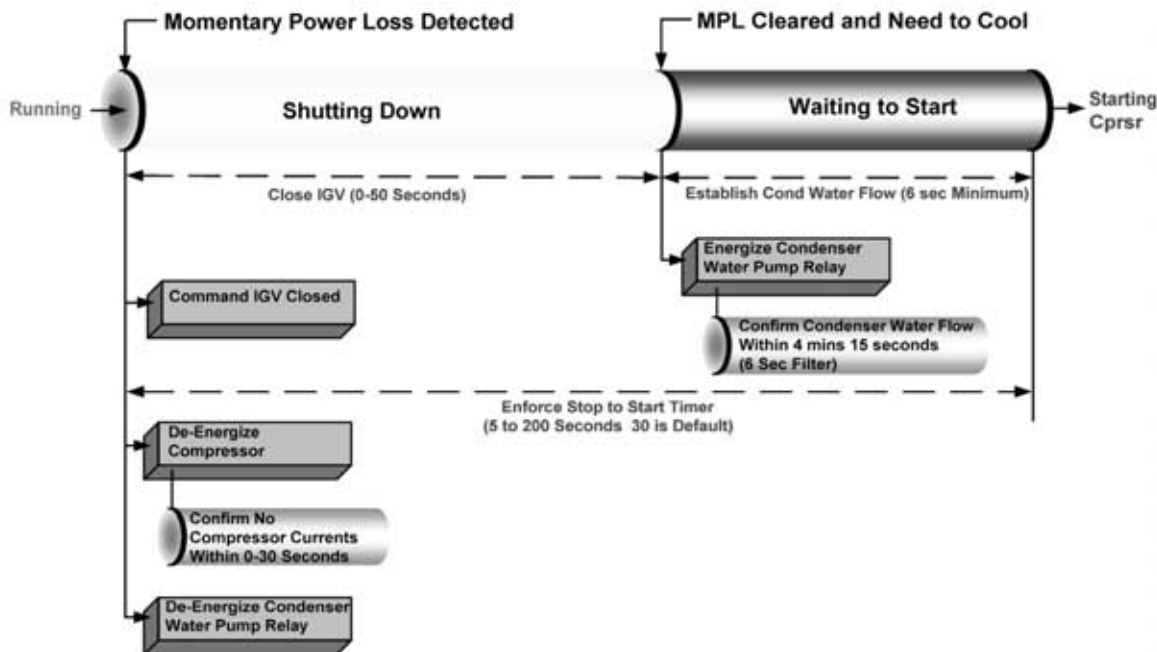 Momentary Power Loss Detected
MPL Cleared and Need to Cool
Running
Shutting Down
Waiting to Start
Starting
Cprsr
Close IGV (0-50 Seconds)
Establish Cond Water Flow (6 sec Minimum)
Energize Condenser
Water Pump Relay
Command IGV Closed
Confirm Condenser Water Flow
Within 4 mins 15 seconds
(6 Sec Filter)
Enforce Stop to Start Timer
(5 to 200 Seconds 30 is Default)
De-Energize
Compressor
Confirm No
Compressor Currents
Within 0-30 Seconds
De-Energize Condenser
Water Pump Relay